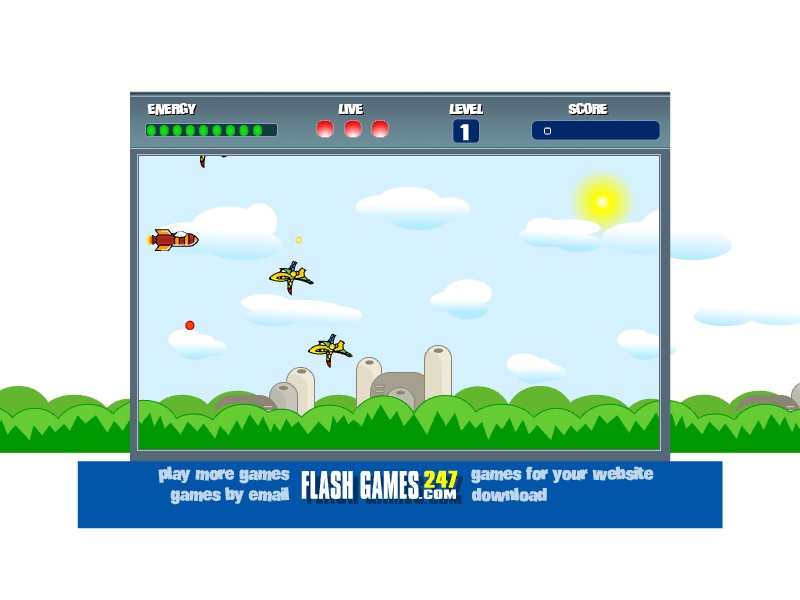 ENERGY
LIVE
LEVEL
SCORE
1
0
play more games
games by email
FLASH GAMES 247
.COM
games for your website
download